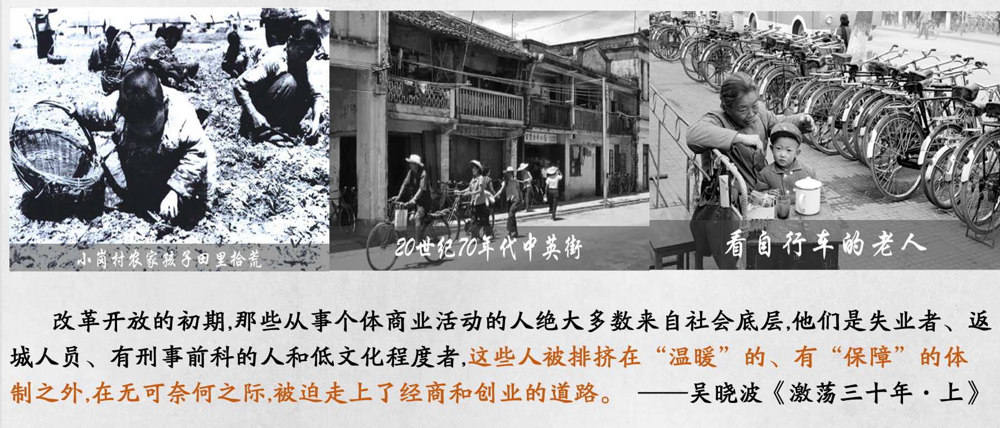 小岗村农家孩子田里拾荒
20世纪70年代中英街
看自行车的老人
改革开放的初期,那些从事个体商业活动的人绝大多数来自社会底层,他们是失业者、返
城人员、有刑事前科的人和低文化程度者,这些人被排挤在“温暖”的、有“保障”的体
制之外,在无可奈何之际,被迫走上了经商和创业的道路。 ——吴晓波《激荡三十年·上》